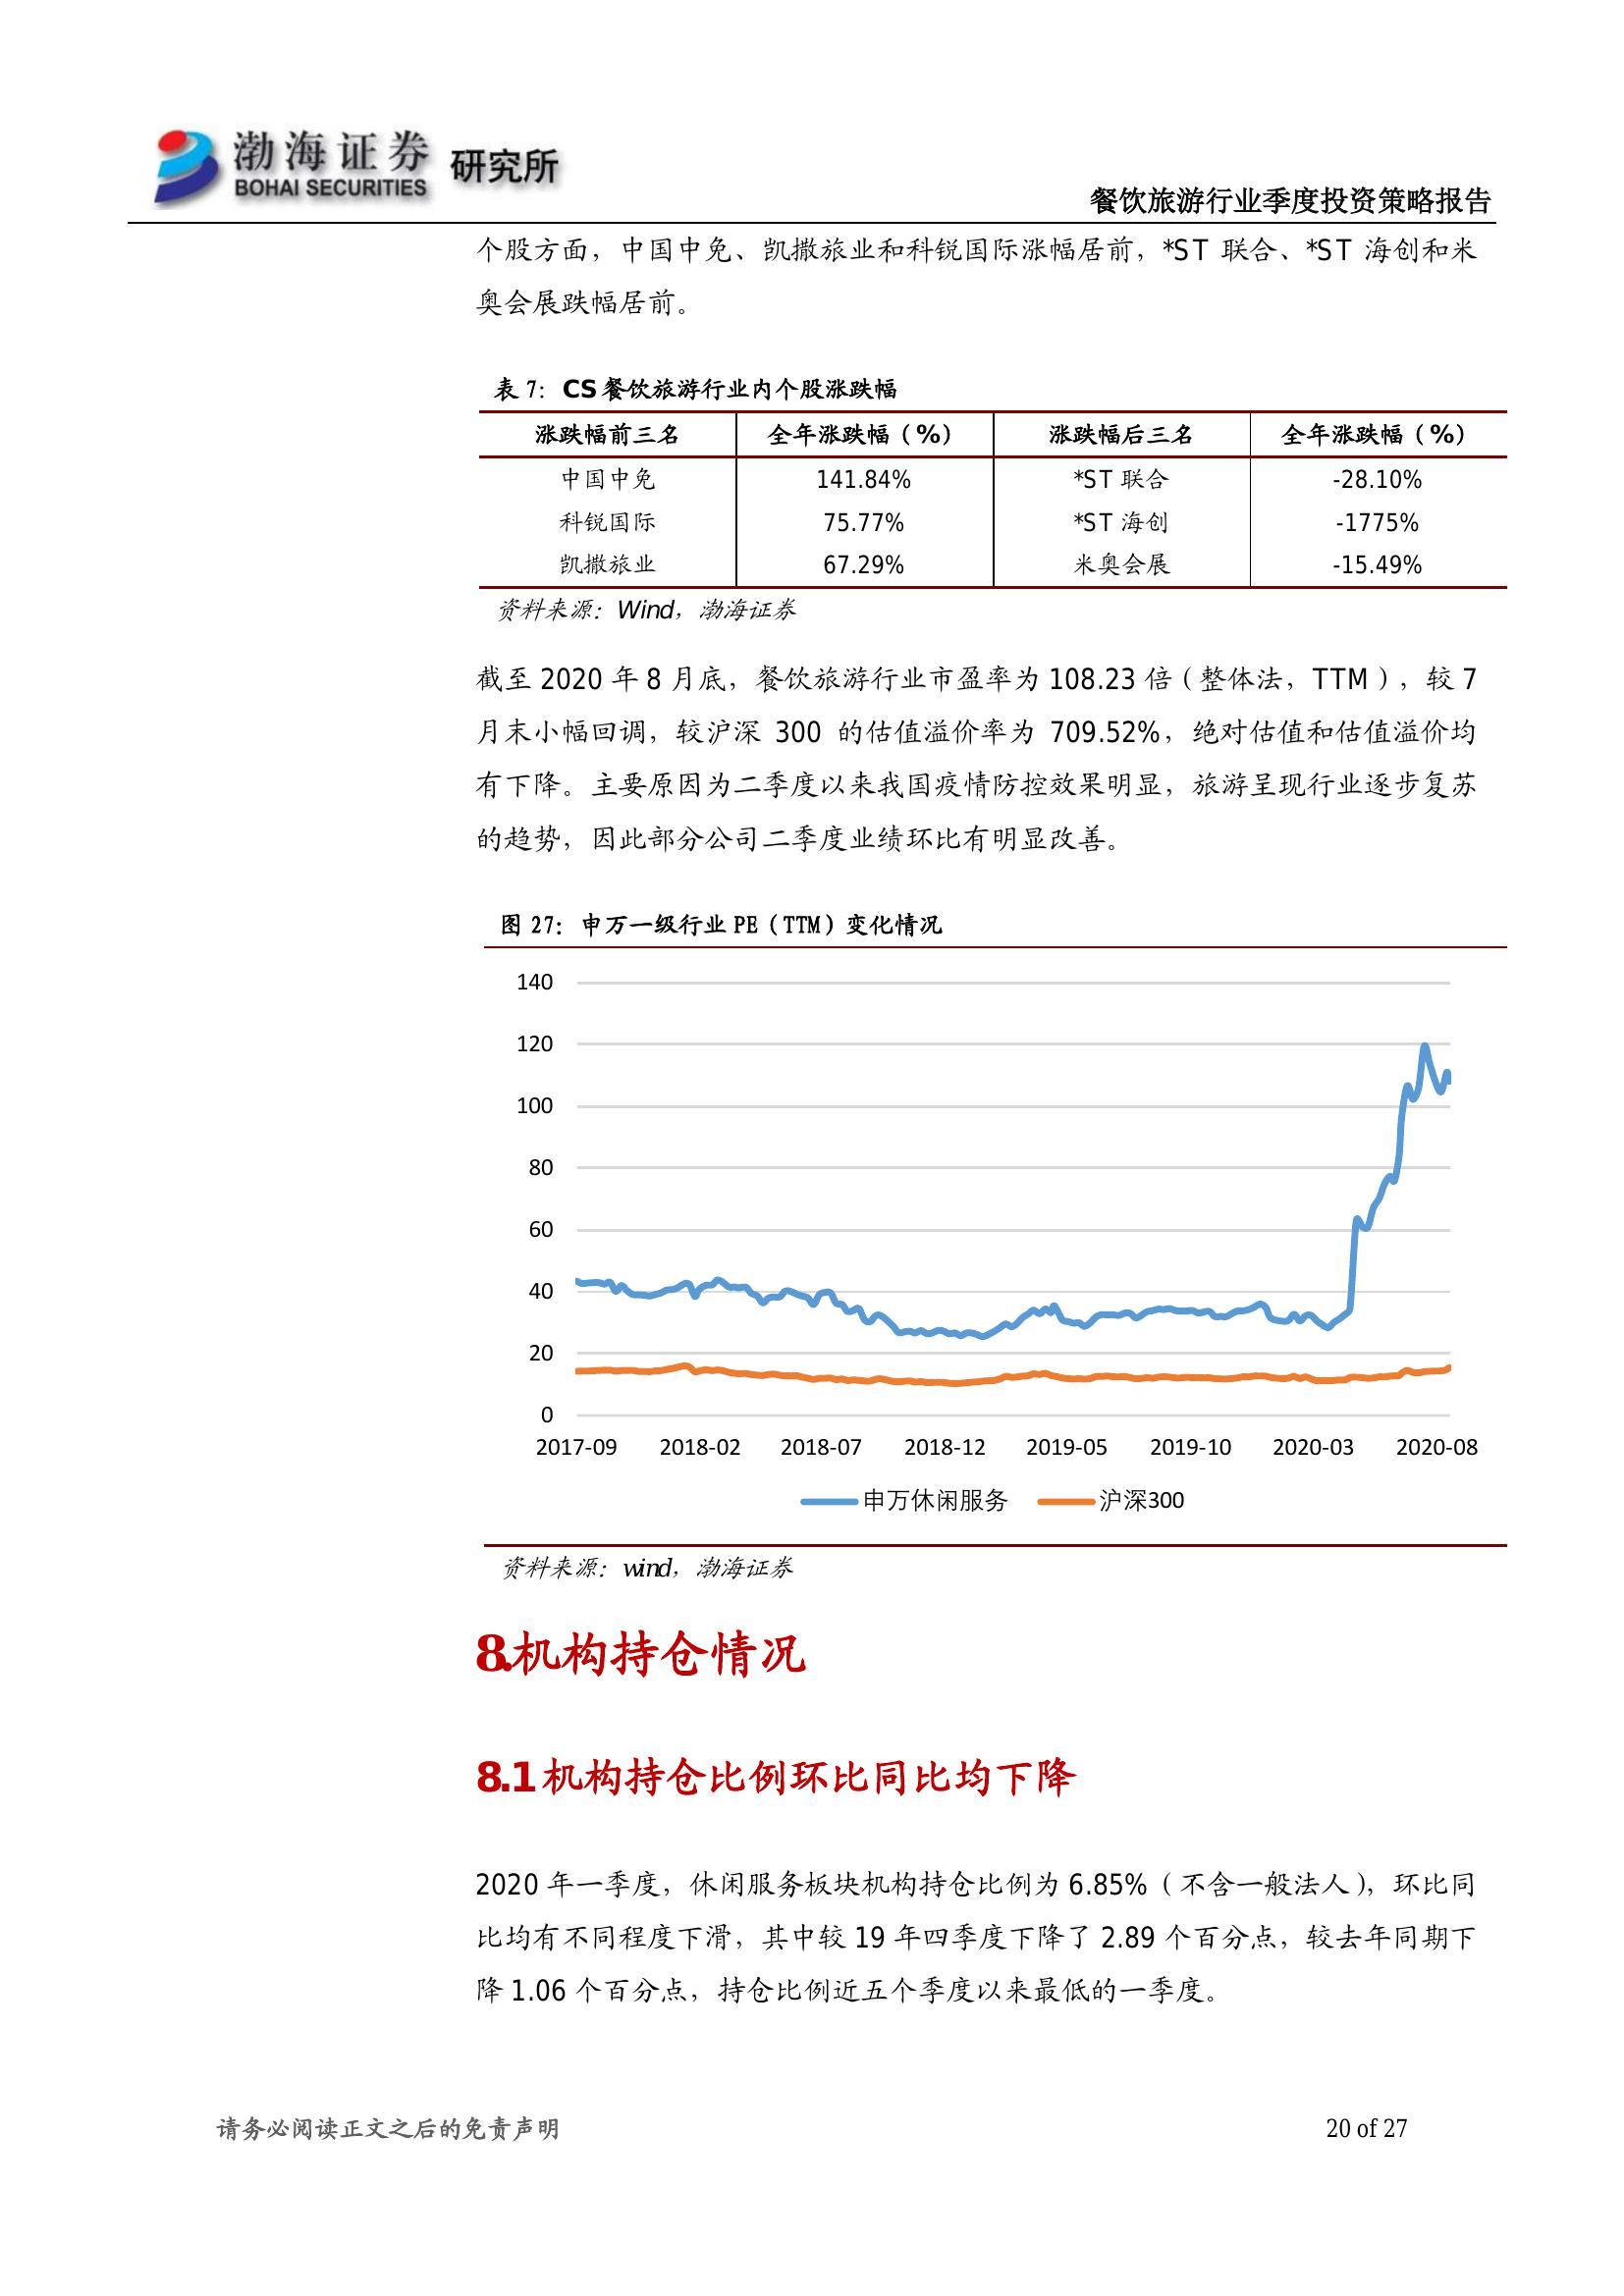 渤海证券 研究所
BOHAI SECURITIES
餐饮旅游行业季度投资策略报告
个股方面，中国中免、凯撒旅业和科锐国际涨幅居前，*ST 联合、*ST 海创和米
奥会展跌幅居前。
表 7：CS 餐饮旅游行业内个股涨跌幅
涨跌幅前三名 全年涨跌幅（%） 涨跌幅后三名 全年涨跌幅（%）
中国中免 141.84% *ST 联合 -28.10%
科锐国际 75.77% *ST 海创 -1775%
凯撒旅业 67.29% 米奥会展 -15.49%
资料来源：Wind，渤海证券
截至 2020 年 8 月底，餐饮旅游行业市盈率为 108.23 倍（整体法，TTM），较 7
月末小幅回调，较沪深 300 的估值溢价率为 709.52%，绝对估值和估值溢价均
有下降。主要原因为二季度以来我国疫情防控效果明显，旅游呈现行业逐步复苏
的趋势，因此部分公司二季度业绩环比有明显改善。
图 27：申万一级行业 PE（TTM）变化情况
140
120
100
80
60
40
20
0
2017-09 2018-02 2018-07 2018-12 2019-05 2019-10 2020-03 2020-08
申万休闲服务 沪深300
资料来源：wind，渤海证券
8.机构持仓情况
8.1 机构持仓比例环比同比均下降
2020 年一季度，休闲服务板块机构持仓比例为 6.85%（不含一般法人），环比同
比均有不同程度下滑，其中较 19 年四季度下降了 2.89 个百分点，较去年同期下
降 1.06 个百分点，持仓比例近五个季度以来最低的一季度。
请务必阅读正文之后的免责声明 20 of 27